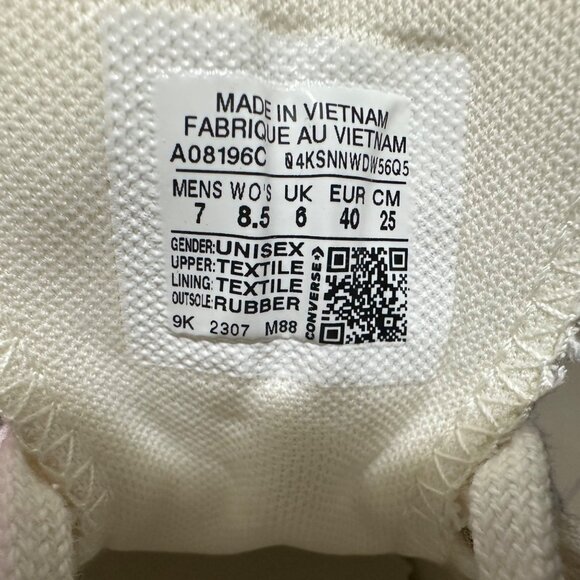 MADE IN VIETNAM
FABRIQUE AU VIETNAM
A08196C 04KSNNWDW56Q5
MENS WO'S UK EUR CM
7 8.5 6 40 25
GENDER: UNISEX
UPPER: TEXTILE
LINING: TEXTILE
OUTSOLE: RUBBER
CONVERSE
9K 2307 M88